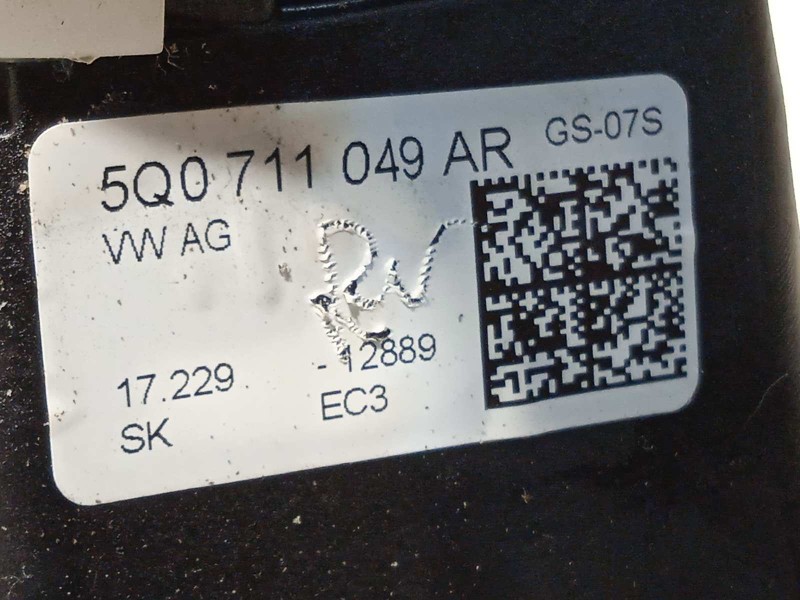 5Q0 711 049 AR GS-07S
VW AG
17.229 - 12889
SK EC3